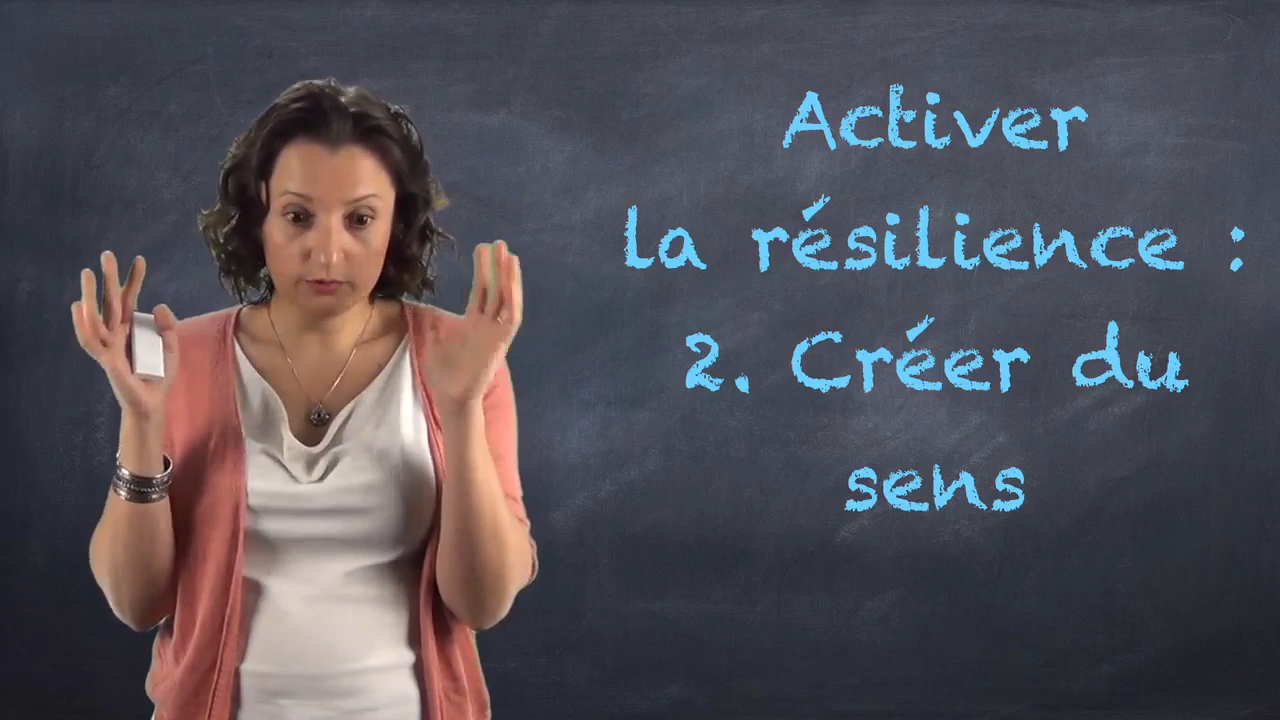 Activer
la résilience :
2. Créer du
sens